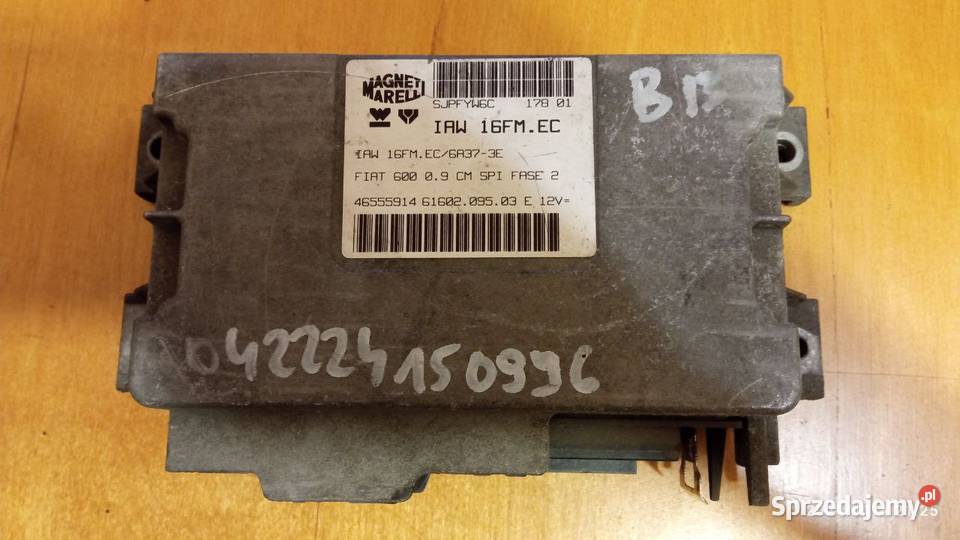 MAGNETI
MARELLI
SJPFYW6C 178 01
IAW 16FM.EC
IAW 16FM.EC/6A37-3E
FIAT 600 0.9 CM SPI FASE 2
46555914 61602.095.03 E 12V=
042224150996
Sprzedajemy.pl